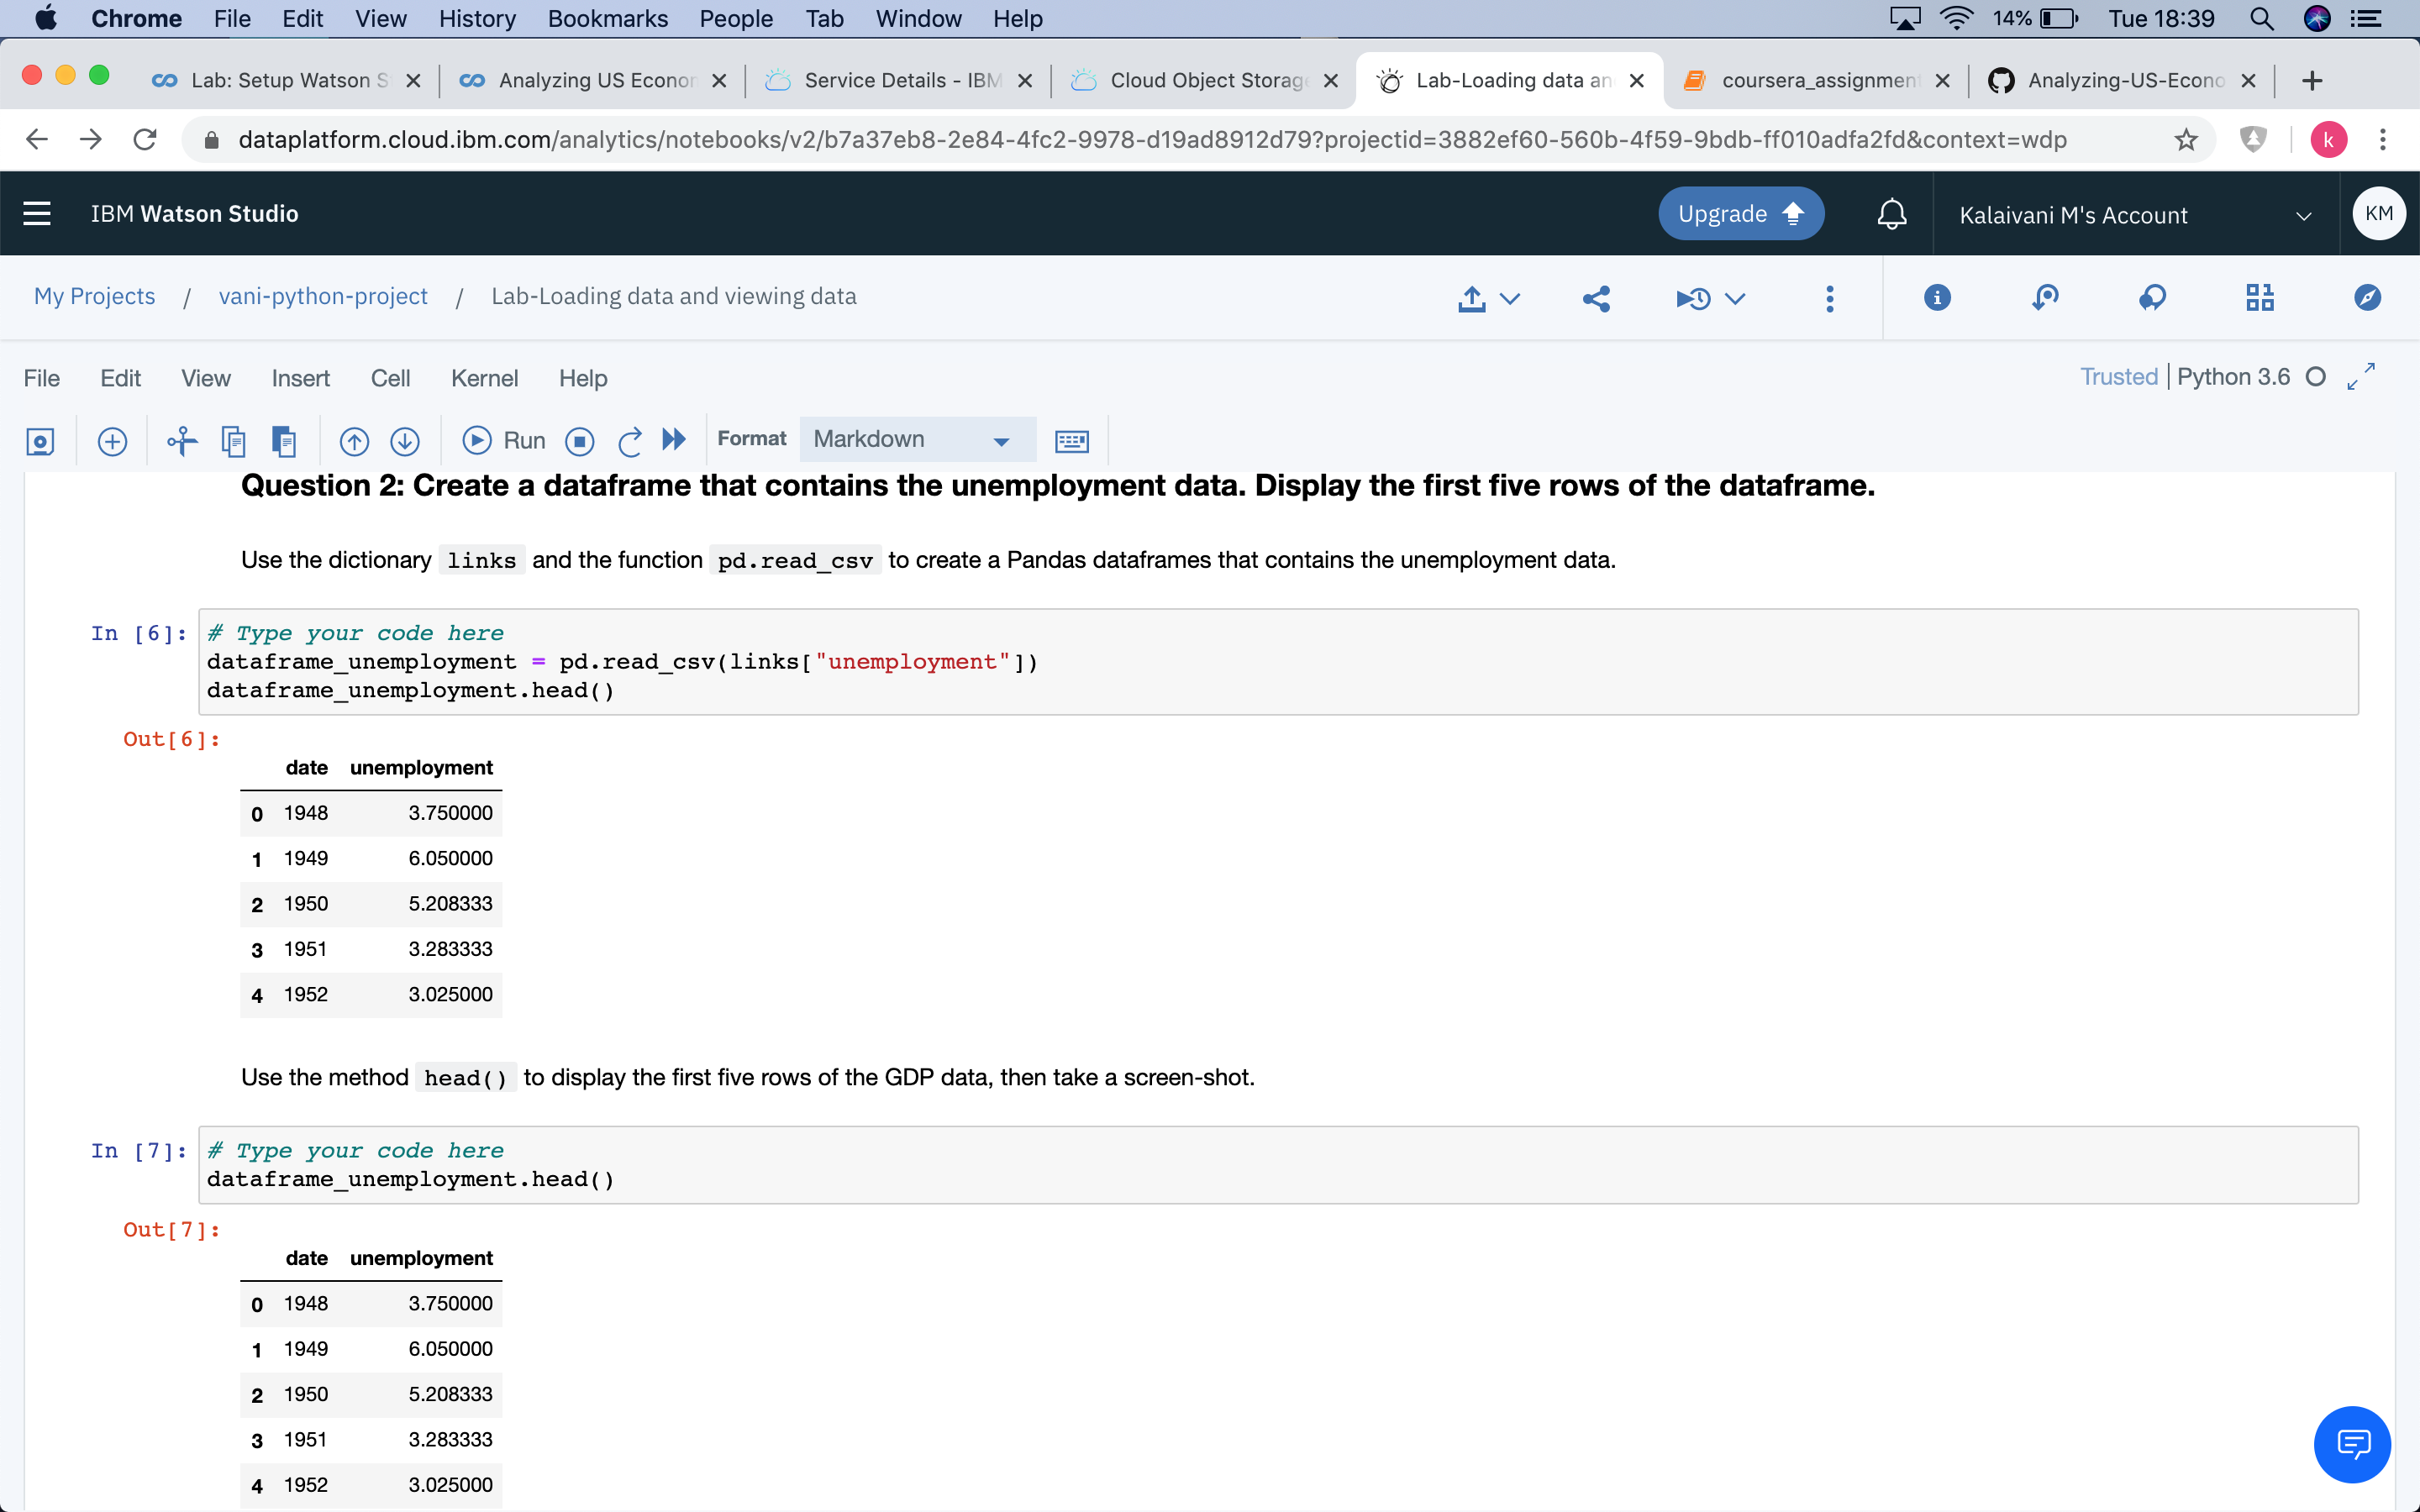 Chrome File Edit View History Bookmarks People Tab Window Help 14% Tue 18:39
Lab: Setup Watson S Analyzing US Econor Service Details - IBM Cloud Object Storage Lab-Loading data an coursera_assignment Analyzing-US-Econo
dataplatform.cloud.ibm.com/analytics/notebooks/v2/b7a37eb8-2e84-4fc2-9978-d19ad8912d79?projectid=3882ef60-560b-4f59-9bdb-ff010adfa2fd&context=wdp k
IBM Watson Studio Upgrade Kalaivani M's Account KM
My Projects / vani-python-project / Lab-Loading data and viewing data
File Edit View Insert Cell Kernel Help Trusted | Python 3.6
Run Format Markdown
Question 2: Create a dataframe that contains the unemployment data. Display the first five rows of the dataframe.
Use the dictionary links and the function pd.read_csv to create a Pandas dataframes that contains the unemployment data.
In [6]: # Type your code here
dataframe_unemployment = pd.read_csv(links["unemployment"])
dataframe_unemployment.head()
Out[6]:
date unemployment
0 1948 3.750000
1 1949 6.050000
2 1950 5.208333
3 1951 3.283333
4 1952 3.025000
Use the method head() to display the first five rows of the GDP data, then take a screen-shot.
In [7]: # Type your code here
dataframe_unemployment.head()
Out[7]:
date unemployment
0 1948 3.750000
1 1949 6.050000
2 1950 5.208333
3 1951 3.283333
4 1952 3.025000